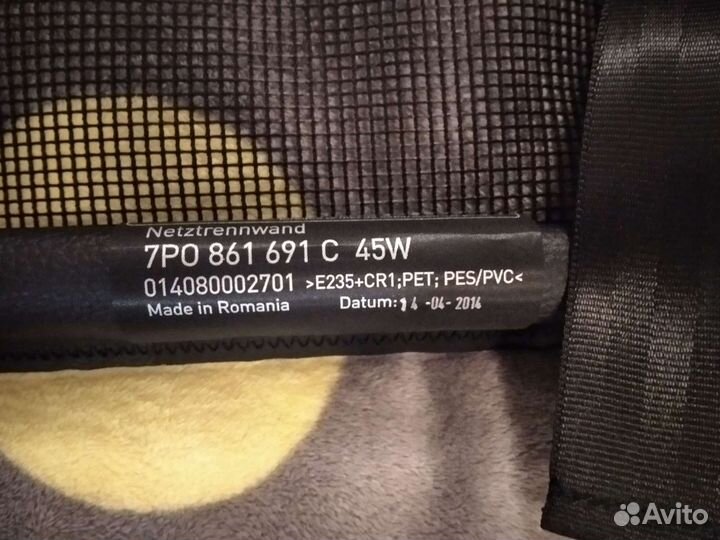 Netztrennwand
7P0 861 691 C 45W
014080002701 >E235+CR1;PET; PES/PVC<
Made in Romania Datum: 14 -04- 2014
Avito